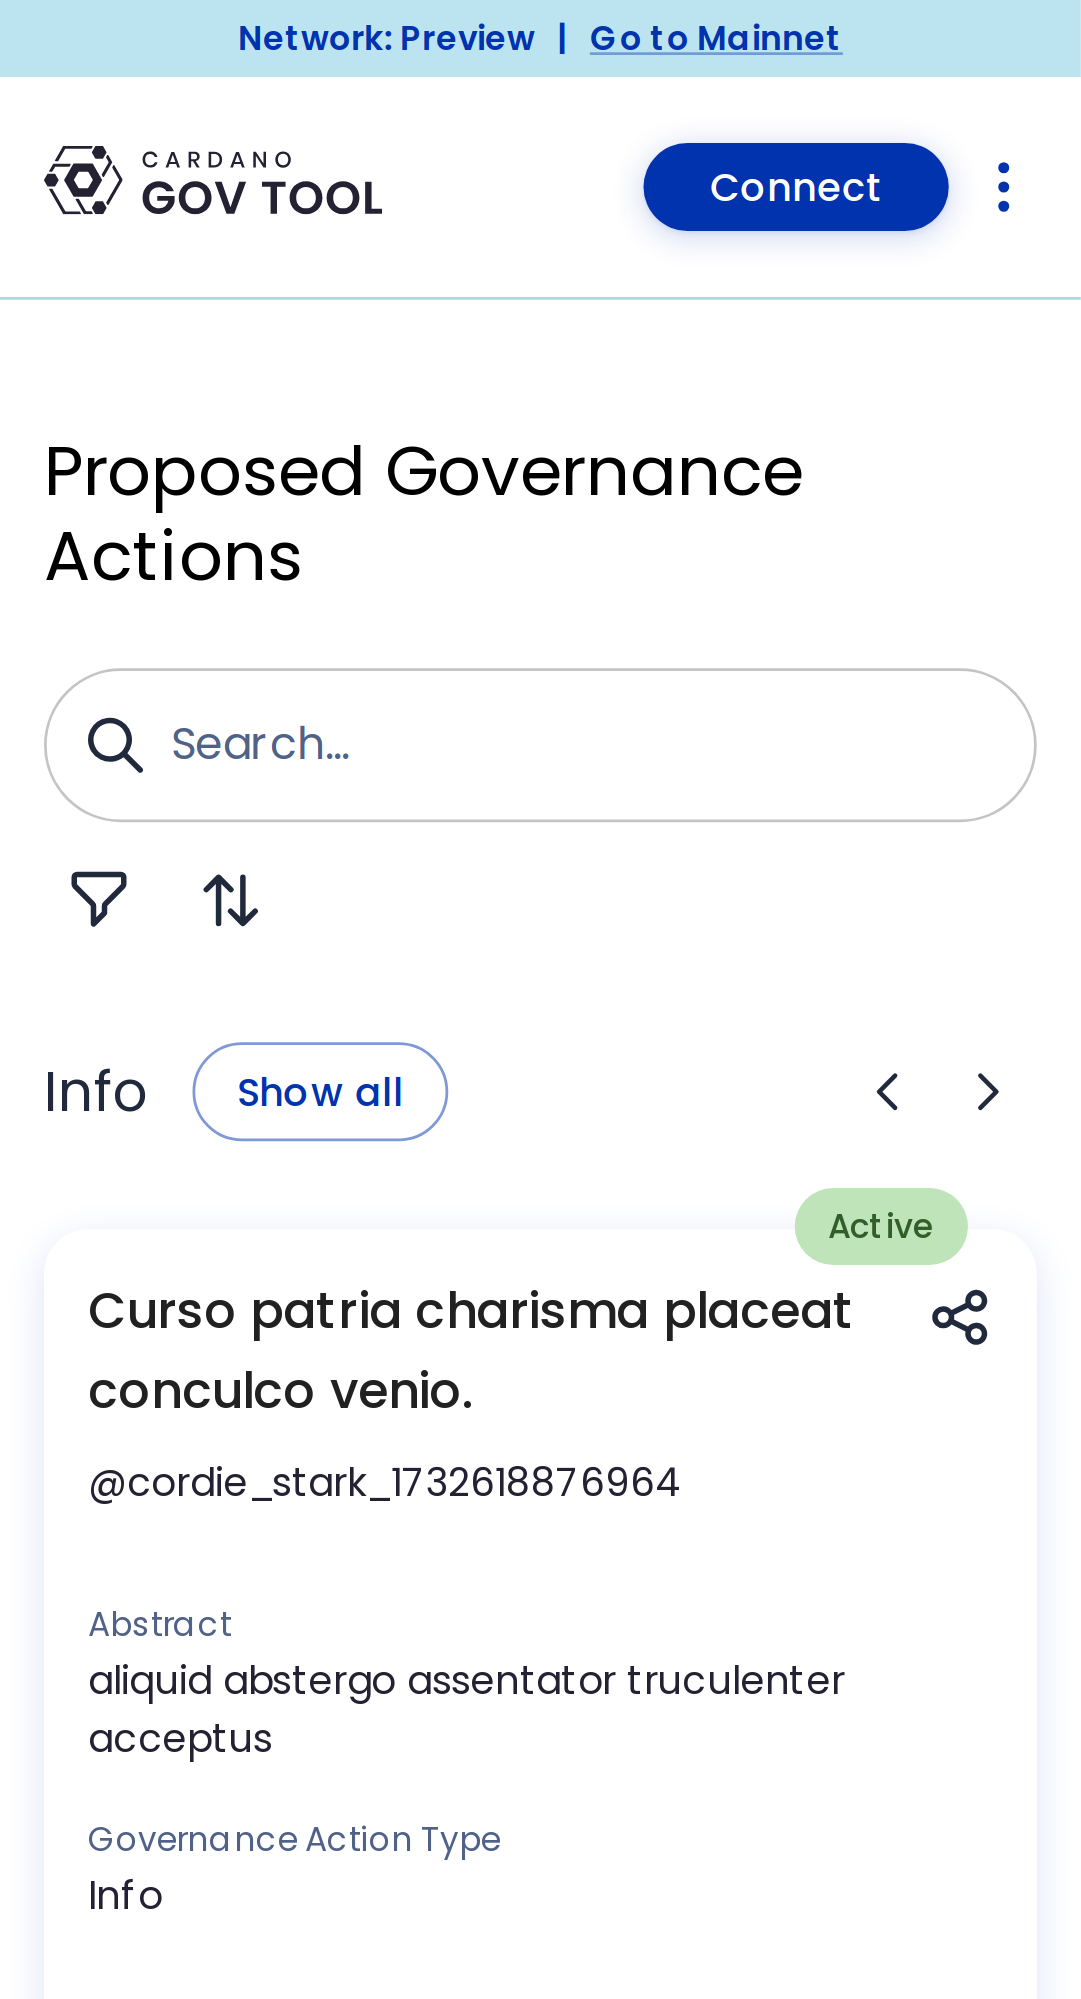 Network: Preview | Go to Mainnet
CARDANO
GOV TOOL
Connect
Proposed Governance
Actions
Search...
Info
Show all
Active
Curso patria charisma placeat
conculco venio.
@cordie_stark_1732618876964
Abstract
aliquid abstergo assentator truculenter
acceptus
Governance Action Type
Info